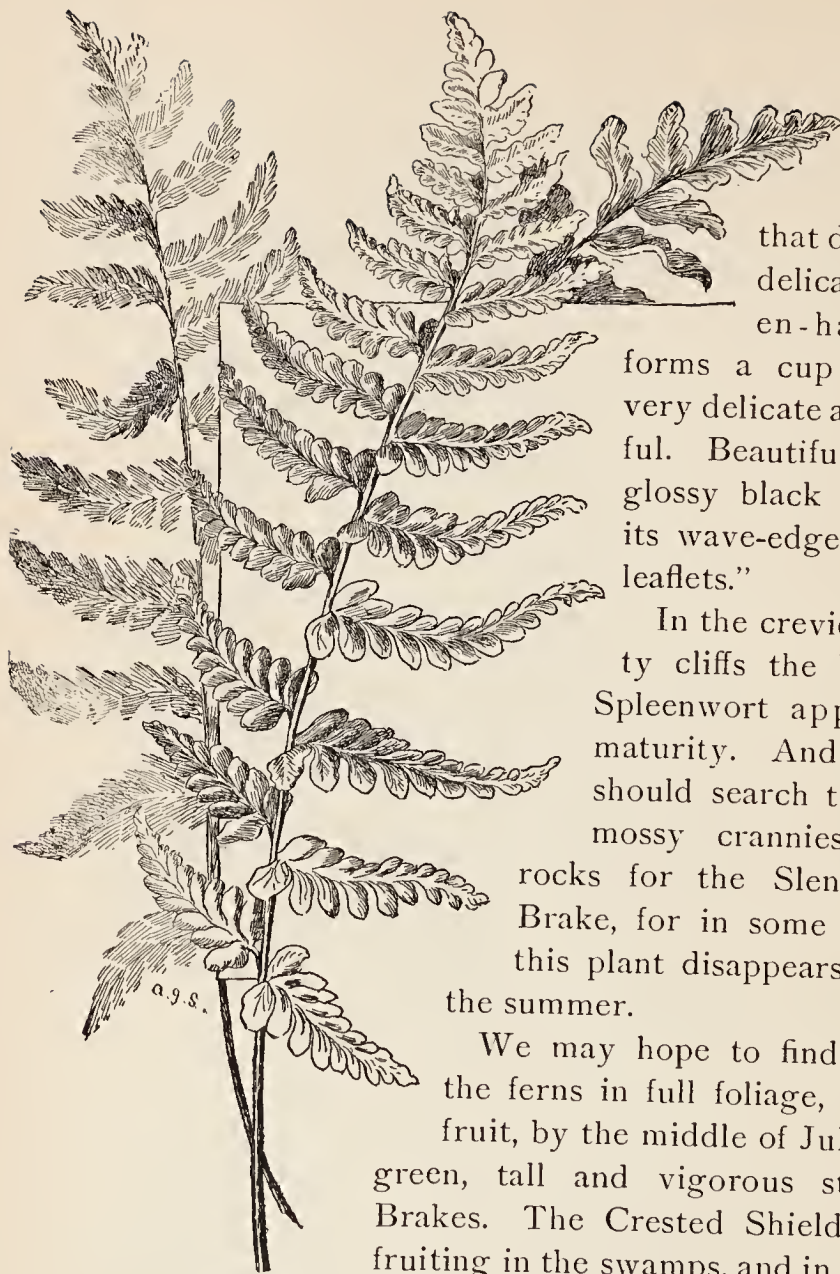 that d
delica
en-ha
forms a cup
very delicate a
ful. Beautifu
glossy black
its wave-edge
leaflets."
In the crevi
ty cliffs the
Spleenwort app
maturity. And
should search t
mossy crannies
rocks for the Slen
Brake, for in some
this plant disappears
the summer.
We may hope to find
the ferns in full foliage,
fruit, by the middle of Jul
green, tall and vigorous st
Brakes. The Crested Shield
fruiting in the swamps, and in
a.g.s.